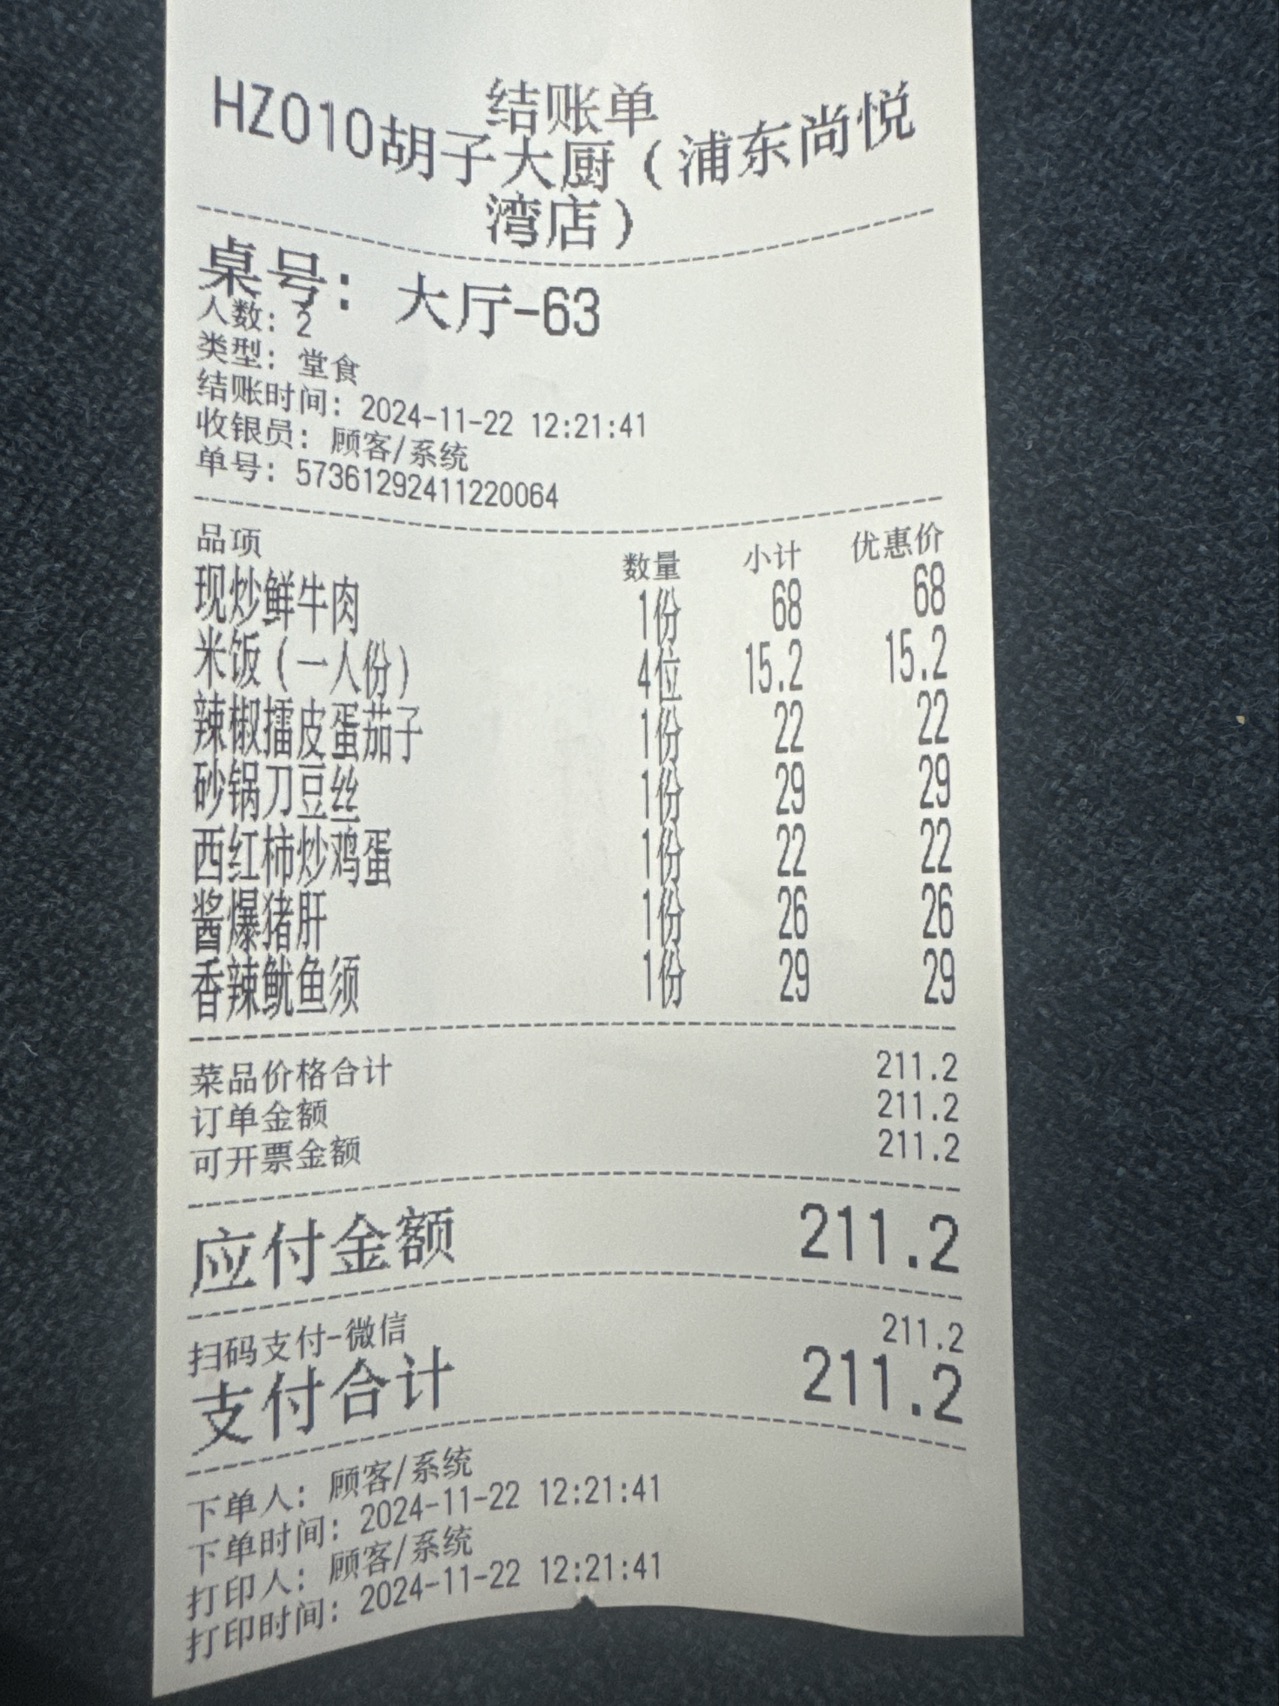 结账单
HZ010胡子大厨（浦东尚悦
湾店）
桌号：大厅-63
人数：2
类型：堂食
结账时间：2024-11-22 12:21:41
收银员：顾客/系统
单号：57361292411220064
品项 数量 小计 优惠价
现炒鲜牛肉 1份 68 68
米饭（一人份） 4位 15.2 15.2
辣椒擂皮蛋茄子 1份 22 22
砂锅刀豆丝 1份 29 29
西红柿炒鸡蛋 1份 22 22
酱爆猪肝 1份 26 26
香辣鱿鱼须 1份 29 29
菜品价格合计 211.2
订单金额 211.2
可开票金额 211.2
应付金额 211.2
扫码支付-微信 211.2
支付合计 211.2
下单人：顾客/系统
下单时间：2024-11-22 12:21:41
打印人：顾客/系统
打印时间：2024-11-22 12:21:41